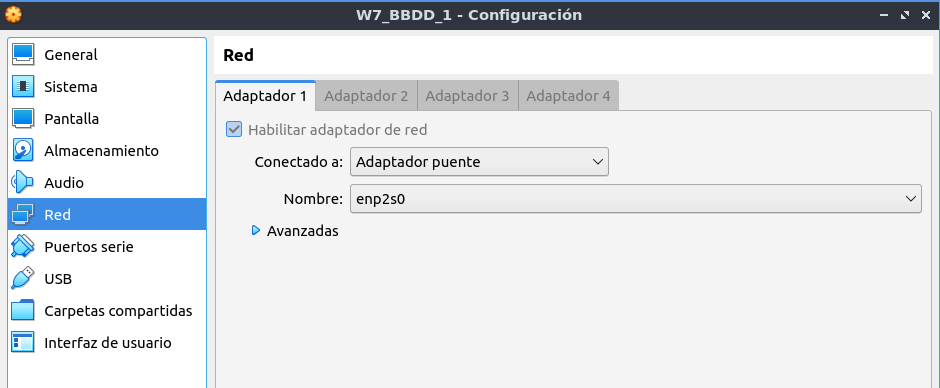 W7_BBDD_1 - Configuración
General
Sistema
Pantalla
Almacenamiento
Audio
Red
Puertos serie
USB
Carpetas compartidas
Interfaz de usuario
Red
Adaptador 1 Adaptador 2 Adaptador 3 Adaptador 4
Habilitar adaptador de red
Conectado a: Adaptador puente
Nombre: enp2s0
Avanzadas